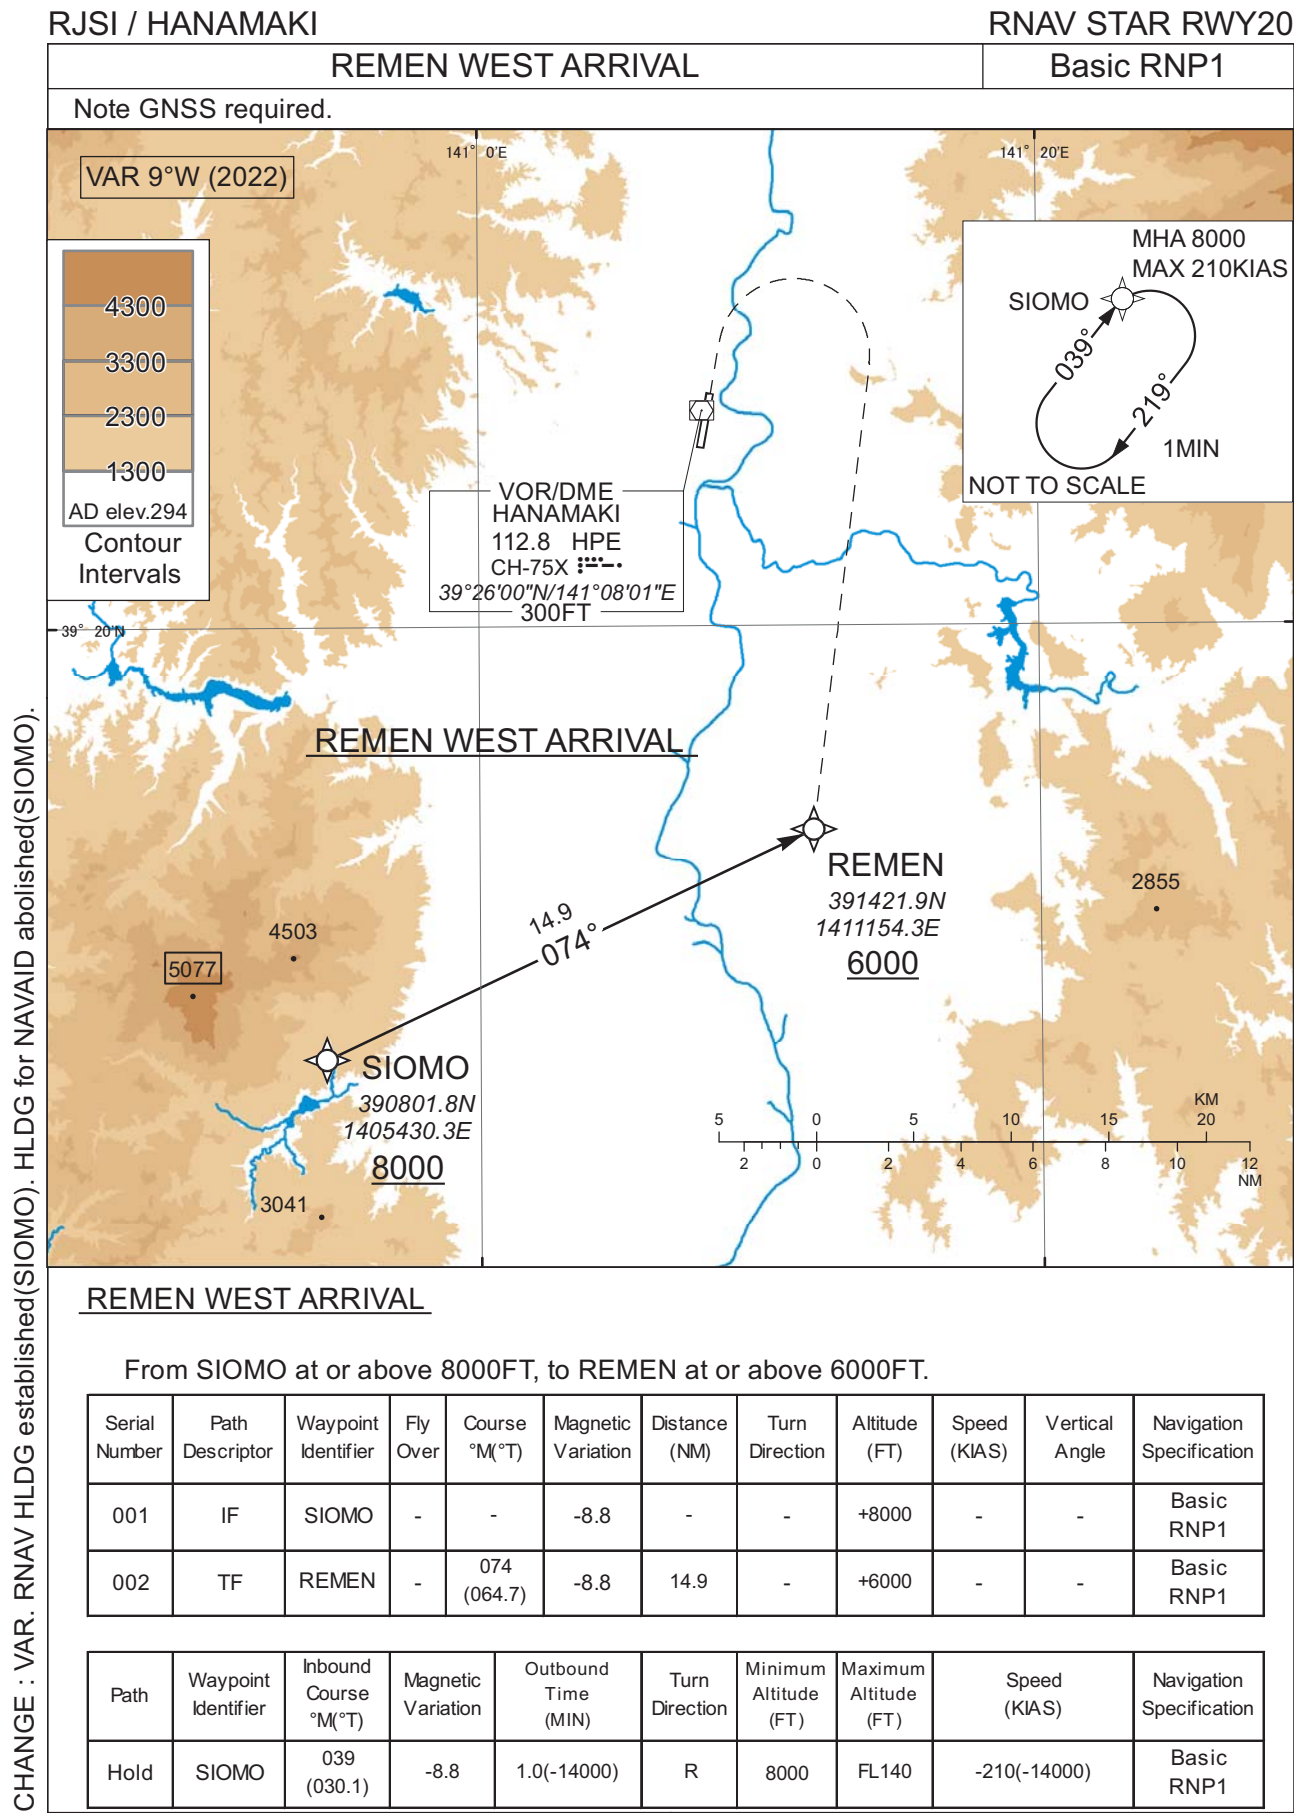 RJSI / HANAMAKI
RNAV STAR RWY20
REMEN WEST ARRIVAL
Basic RNP1
Note GNSS required.
VAR 9°W (2022)
141° 0'E
141° 20'E
4300
3300
2300
1300
AD elev.294
Contour
Intervals
MHA 8000
MAX 210KIAS
SIOMO
039°
219°
1MIN
NOT TO SCALE
VOR/DME
HANAMAKI
112.8 HPE
CH-75X
39°26'00"N/141°08'01"E
300FT
39° 20'N
REMEN WEST ARRIVAL
REMEN
391421.9N
1411154.3E
6000
2855
14.9
074°
4503
5077
SIOMO
390801.8N
1405430.3E
8000
3041
KM
5 0 5 10 15 20
2 0 2 4 6 8 10 12
NM
REMEN WEST ARRIVAL
From SIOMO at or above 8000FT, to REMEN at or above 6000FT.
Serial Number Path Descriptor Waypoint Identifier Fly Over Course °M(°T) Magnetic Variation Distance (NM) Turn Direction Altitude (FT) Speed (KIAS) Vertical Angle Navigation Specification
001 IF SIOMO - - -8.8 - - +8000 - - Basic RNP1
002 TF REMEN - 074 (064.7) -8.8 14.9 - +6000 - - Basic RNP1
Path Waypoint Identifier Inbound Course °M(°T) Magnetic Variation Outbound Time (MIN) Turn Direction Minimum Altitude (FT) Maximum Altitude (FT) Speed (KIAS) Navigation Specification
Hold SIOMO 039 (030.1) -8.8 1.0(-14000) R 8000 FL140 -210(-14000) Basic RNP1
CHANGE : VAR. RNAV HLDG established(SIOMO). HLDG for NAVAID abolished(SIOMO).